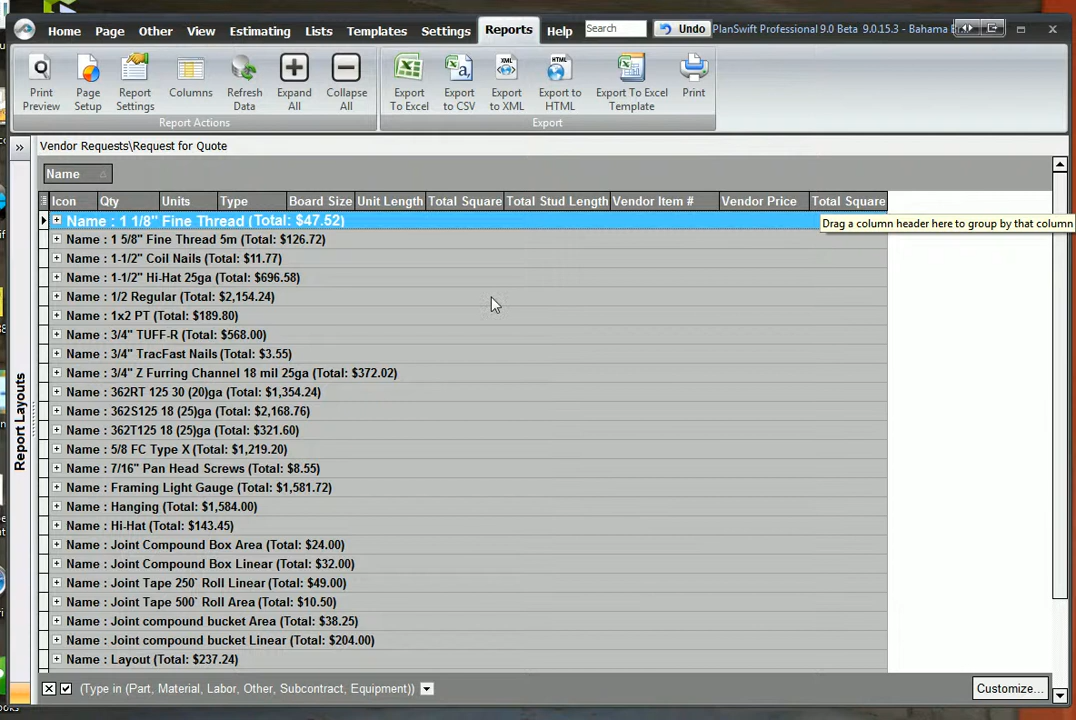 Home Page Other View Estimating Lists Templates Settings Reports Help Search Undo PlanSwift Professional 9.0 Beta 9.0.15.3 - Bahama
Print Preview Page Setup Report Settings Columns Refresh Data Expand All Collapse All Export To Excel Export to CSV Export to XML Export to HTML Export To Excel Template Print
Report Actions Export
Vendor Requests\Request for Quote
Name
Icon Qty Units Type Board Size Unit Length Total Square Total Stud Length Vendor Item # Vendor Price Total Square
Name : 1 1/8" Fine Thread (Total: $47.52)
Drag a column header here to group by that column
Name : 1 5/8" Fine Thread 5m (Total: $126.72)
Name : 1-1/2" Coil Nails (Total: $11.77)
Name : 1-1/2" Hi-Hat 25ga (Total: $696.58)
Name : 1/2 Regular (Total: $2,154.24)
Name : 1x2 PT (Total: $189.80)
Name : 3/4" TUFF-R (Total: $568.00)
Name : 3/4" TracFast Nails (Total: $3.55)
Name : 3/4" Z Furring Channel 18 mil 25ga (Total: $372.02)
Name : 362RT 125 30 (20)ga (Total: $1,354.24)
Name : 362S125 18 (25)ga (Total: $2,168.76)
Name : 362T125 18 (25)ga (Total: $321.60)
Name : 5/8 FC Type X (Total: $1,219.20)
Name : 7/16" Pan Head Screws (Total: $8.55)
Name : Framing Light Gauge (Total: $1,581.72)
Name : Hanging (Total: $1,584.00)
Name : Hi-Hat (Total: $143.45)
Name : Joint Compound Box Area (Total: $24.00)
Name : Joint Compound Box Linear (Total: $32.00)
Name : Joint Tape 250` Roll Linear (Total: $49.00)
Name : Joint Tape 500` Roll Area (Total: $10.50)
Name : Joint compound bucket Area (Total: $38.25)
Name : Joint compound bucket Linear (Total: $204.00)
Name : Layout (Total: $237.24)
Report Layouts
(Type in (Part, Material, Labor, Other, Subcontract, Equipment))
Customize...